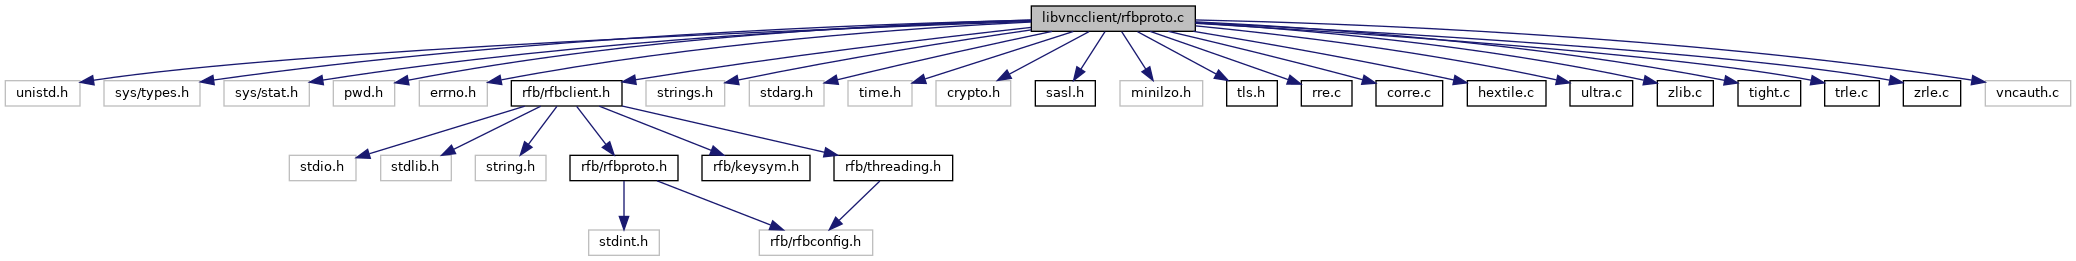 libvncclient/rfbproto.c
unistd.h
sys/types.h
sys/stat.h
pwd.h
errno.h
rfb/rfbclient.h
strings.h
stdarg.h
time.h
crypto.h
sasl.h
minilzo.h
tls.h
rre.c
corre.c
hextile.c
ultra.c
zlib.c
tight.c
trle.c
zrle.c
vncauth.c
stdio.h
stdlib.h
string.h
rfb/rfbproto.h
rfb/keysym.h
rfb/threading.h
stdint.h
rfb/rfbconfig.h